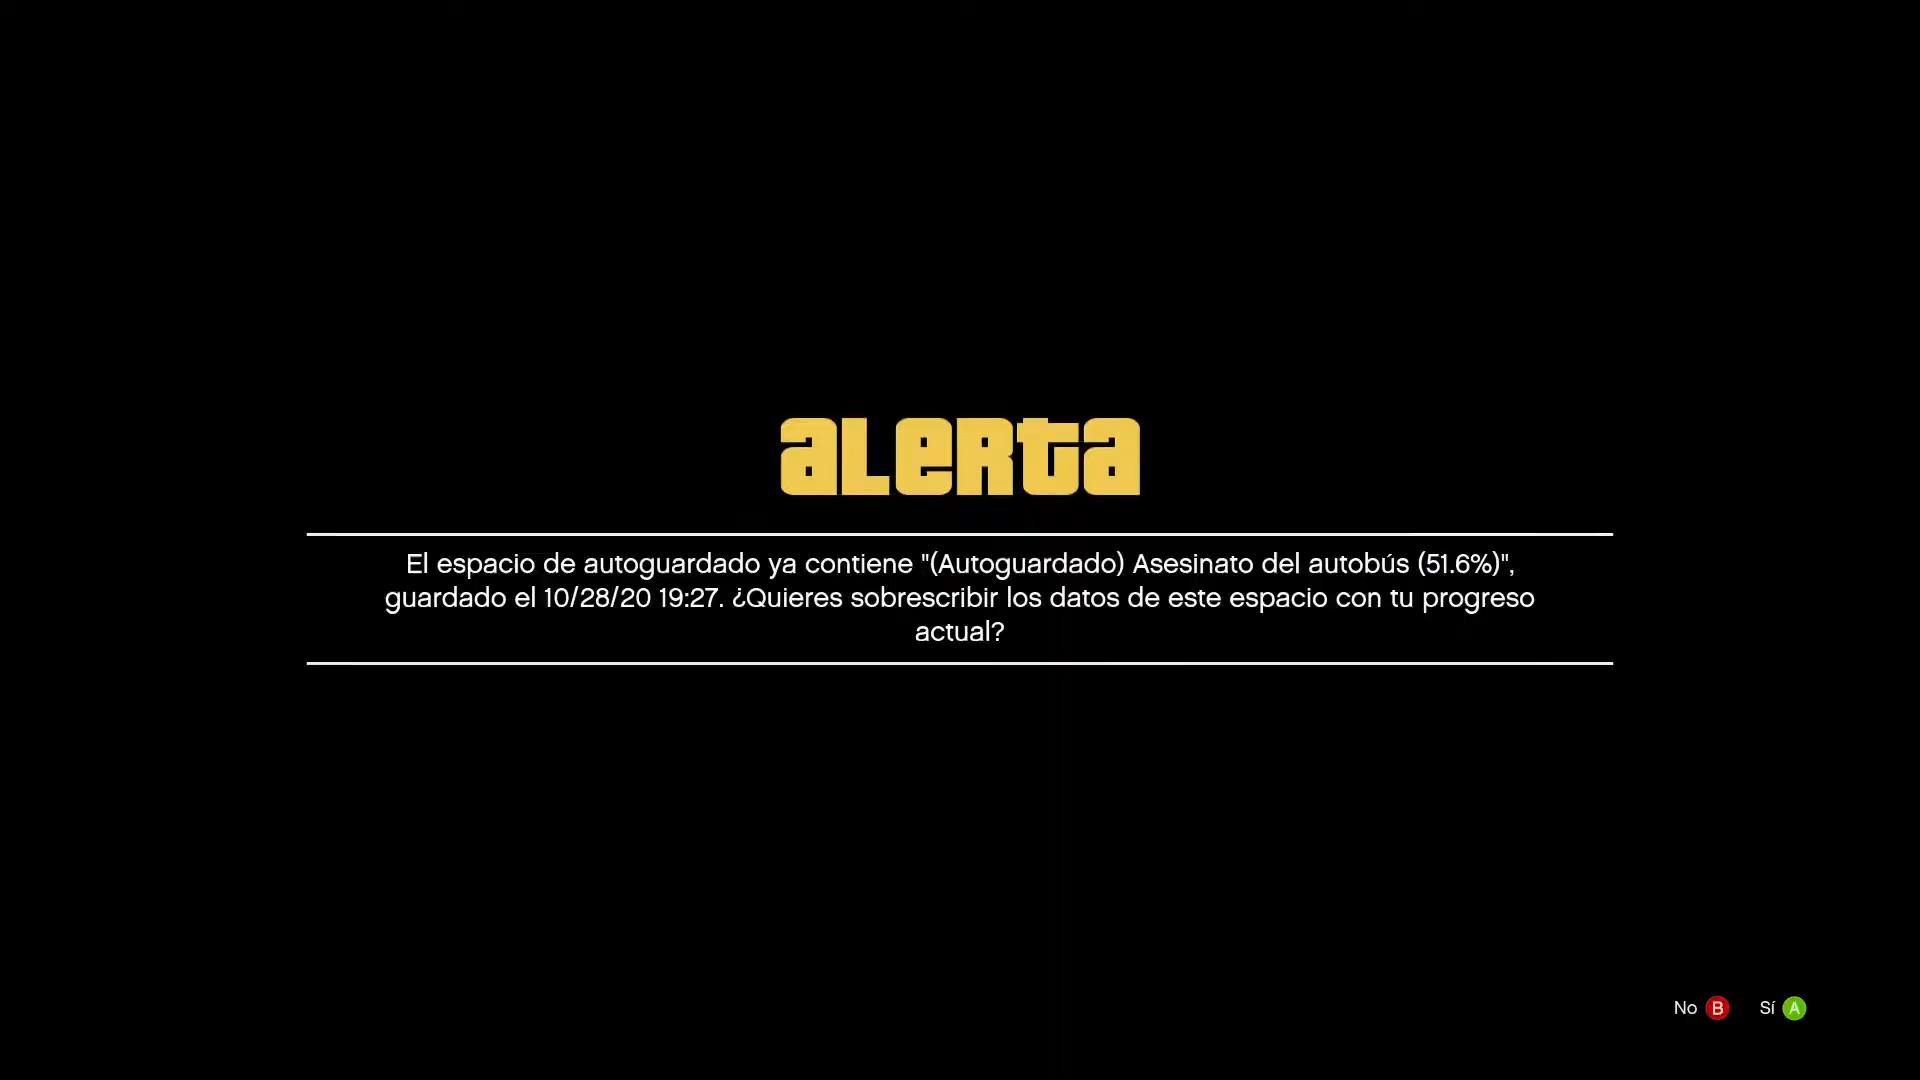 aLeRta
El espacio de autoguardado ya contiene "(Autoguardado) Asesinato del autobús (51.6%)",
guardado el 10/28/20 19:27. ¿Quieres sobrescribir los datos de este espacio con tu progreso
actual?
No B Sí A